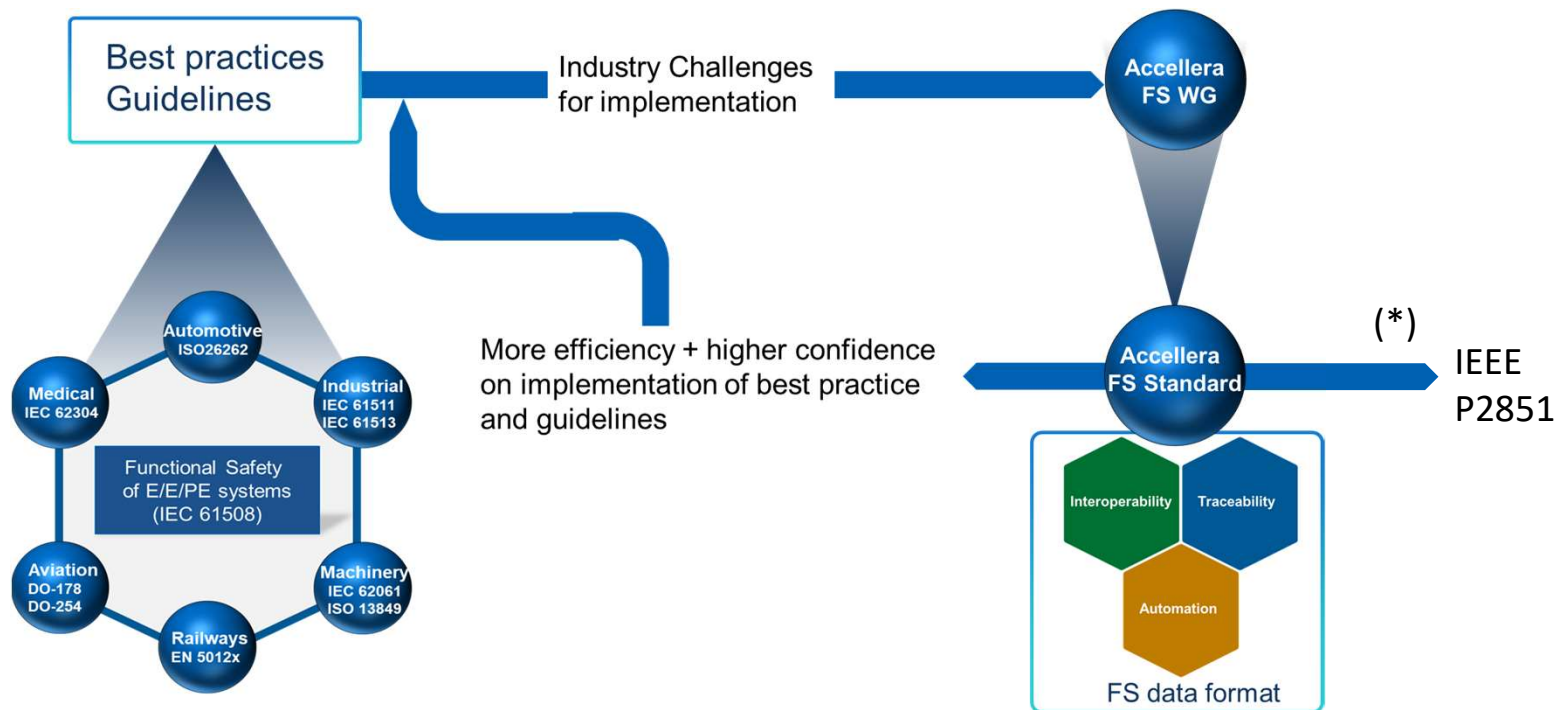 Best practices
Guidelines
Industry Challenges
for implementation
Accellera
FS WG
Automotive
ISO26262
Medical
IEC 62304
Industrial
IEC 61511
IEC 61513
Functional Safety
of E/E/PE systems
(IEC 61508)
Aviation
DO-178
DO-254
Machinery
IEC 62061
ISO 13849
Railways
EN 5012x
More efficiency + higher confidence
on implementation of best practice
and guidelines
Accellera
FS Standard
(*)
IEEE
P2851
Interoperability
Traceability
Automation
FS data format